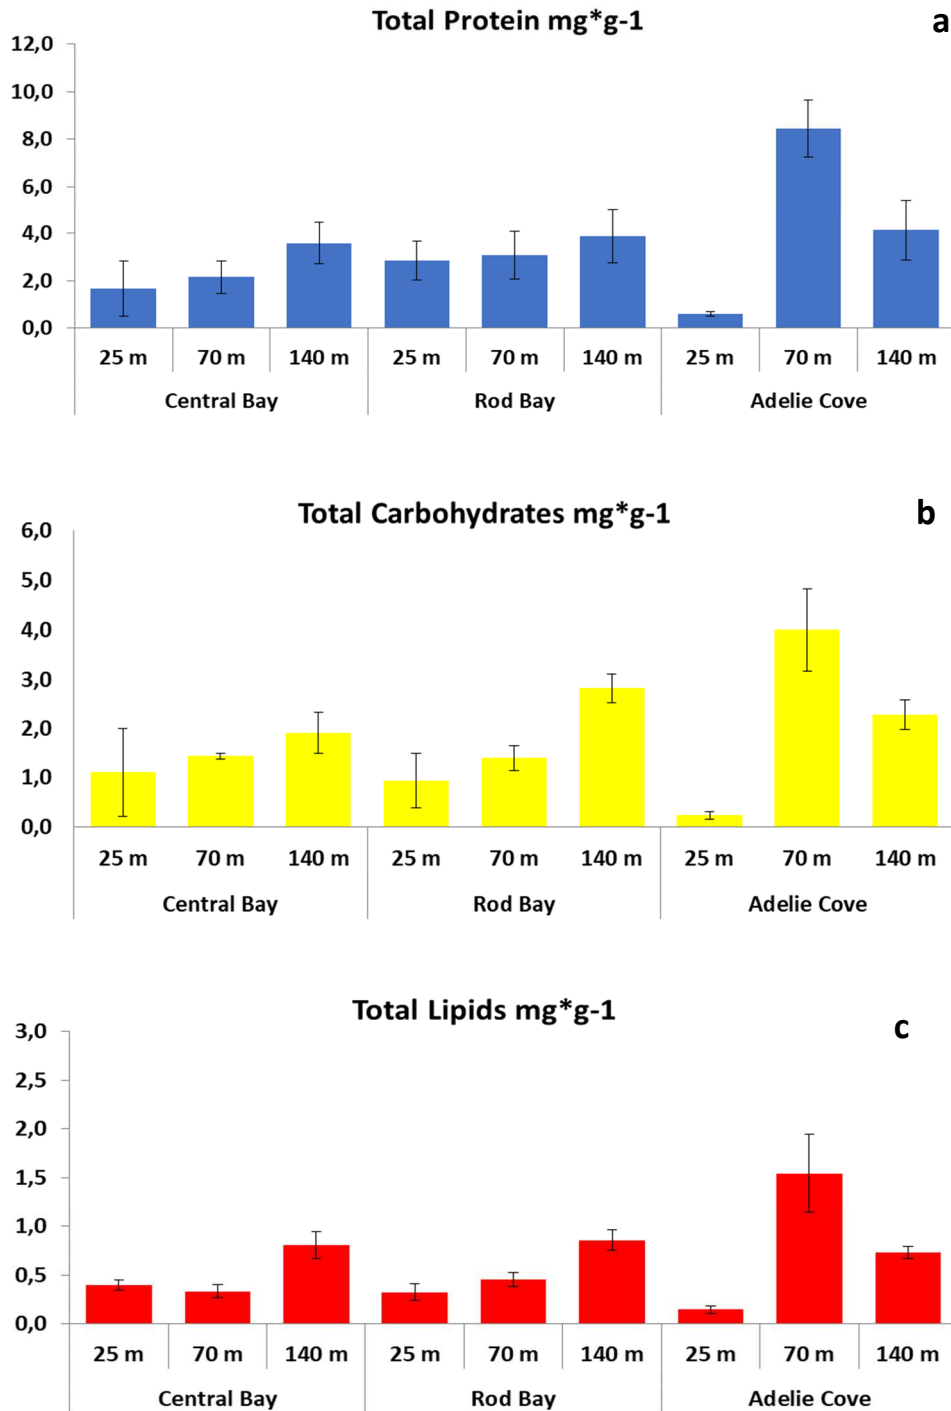 Total Protein mg*g-1
a
12,0
10,0
8,0
6,0
4,0
2,0
0,0
25 m 70 m 140 m 25 m 70 m 140 m 25 m 70 m 140 m
Central Bay Rod Bay Adelie Cove
Total Carbohydrates mg*g-1
b
6,0
5,0
4,0
3,0
2,0
1,0
0,0
25 m 70 m 140 m 25 m 70 m 140 m 25 m 70 m 140 m
Central Bay Rod Bay Adelie Cove
Total Lipids mg*g-1
c
3,0
2,5
2,0
1,5
1,0
0,5
0,0
25 m 70 m 140 m 25 m 70 m 140 m 25 m 70 m 140 m
Central Bay Rod Bay Adelie Cove